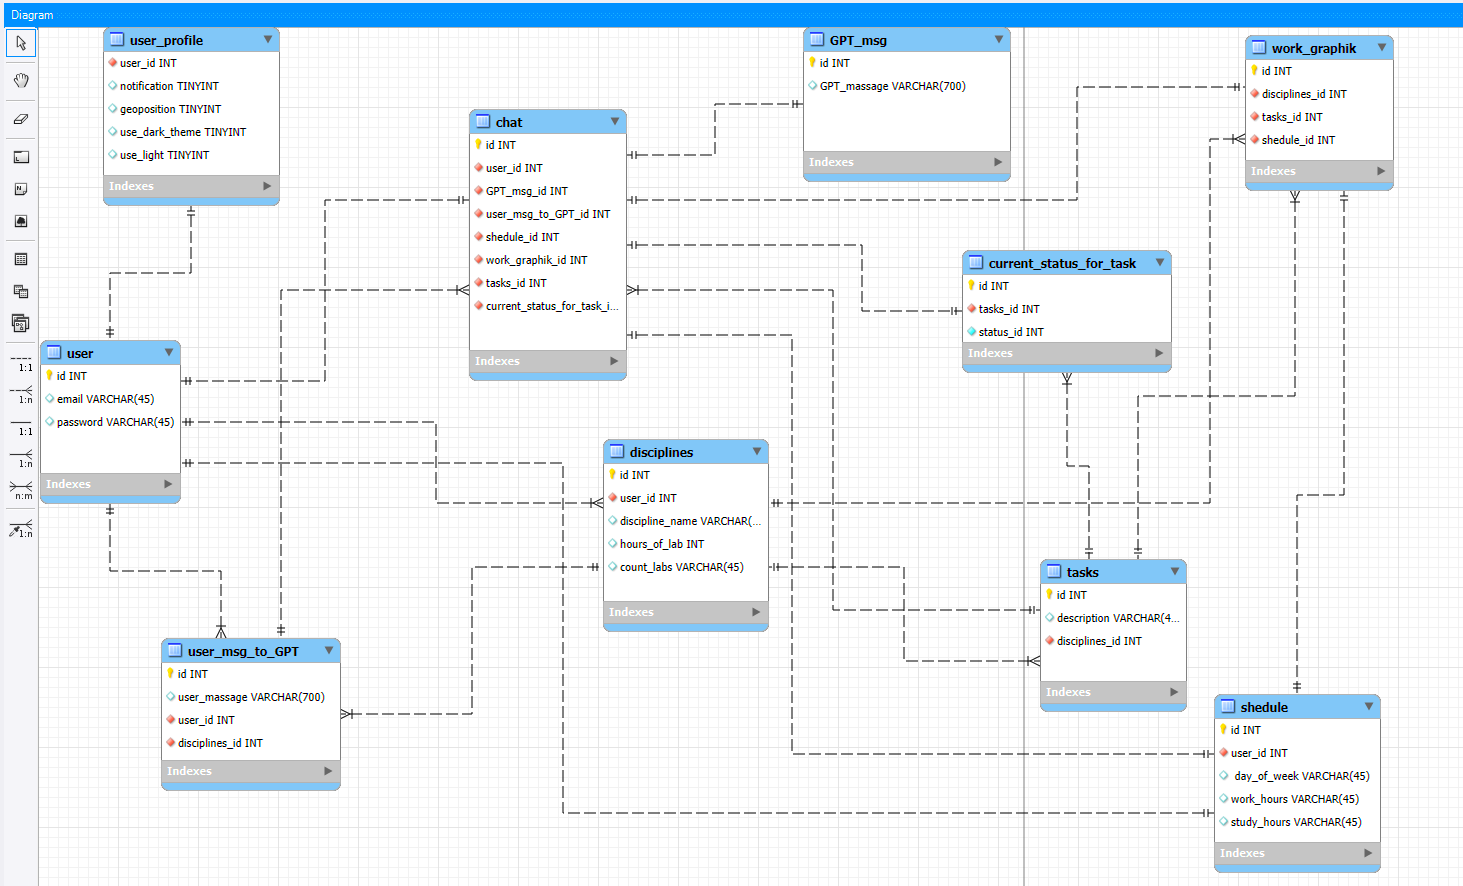 Diagram
1:1
1:n
1:1
1:n
n:m
1:n
user_profile
user_id INT
notification TINYINT
geoposition TINYINT
use_dark_theme TINYINT
use_light TINYINT
Indexes
GPT_msg
id INT
GPT_massage VARCHAR(700)
Indexes
work_graphik
id INT
disciplines_id INT
tasks_id INT
shedule_id INT
Indexes
chat
id INT
user_id INT
GPT_msg_id INT
user_msg_to_GPT_id INT
shedule_id INT
work_graphik_id INT
tasks_id INT
current_status_for_task_i...
Indexes
current_status_for_task
id INT
tasks_id INT
status_id INT
Indexes
user
id INT
email VARCHAR(45)
password VARCHAR(45)
Indexes
disciplines
id INT
user_id INT
discipline_name VARCHAR(...
hours_of_lab INT
count_labs VARCHAR(45)
Indexes
tasks
id INT
description VARCHAR(4...
disciplines_id INT
Indexes
user_msg_to_GPT
id INT
user_massage VARCHAR(700)
user_id INT
disciplines_id INT
Indexes
shedule
id INT
user_id INT
day_of_week VARCHAR(45)
work_hours VARCHAR(45)
study_hours VARCHAR(45)
Indexes